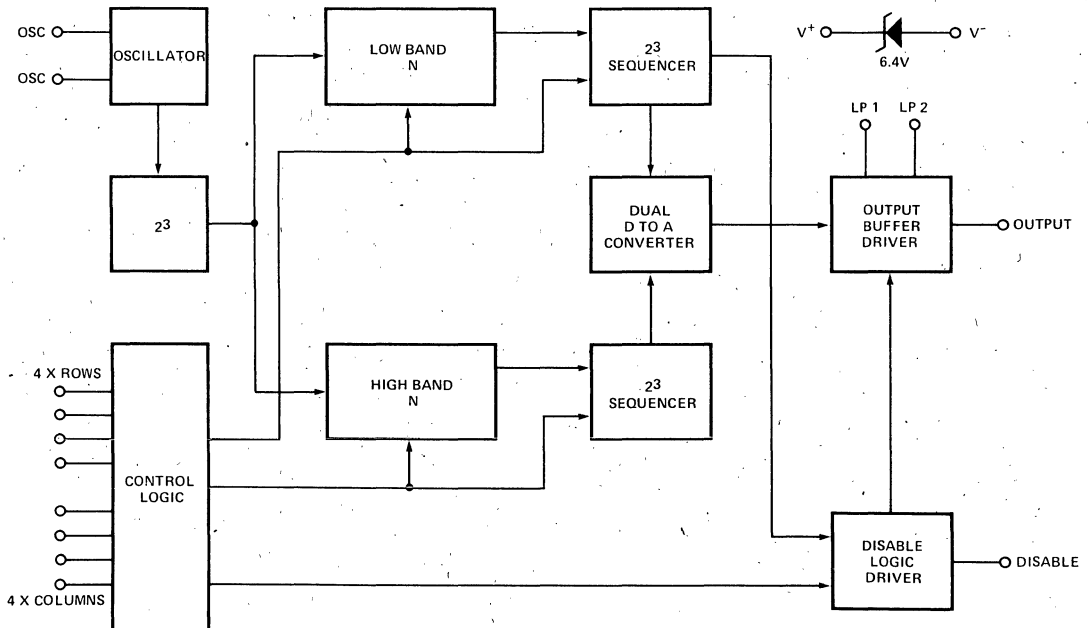 OSC
OSC
OSCILLATOR
LOW BAND
N
2³
SEQUENCER
V⁺
V⁻
6.4V
LP 1
LP 2
2³
DUAL
D TO A
CONVERTER
OUTPUT
BUFFER
DRIVER
OUTPUT
4 X ROWS
CONTROL
LOGIC
4 X COLUMNS
HIGH BAND
N
2³
SEQUENCER
DISABLE
LOGIC
DRIVER
DISABLE